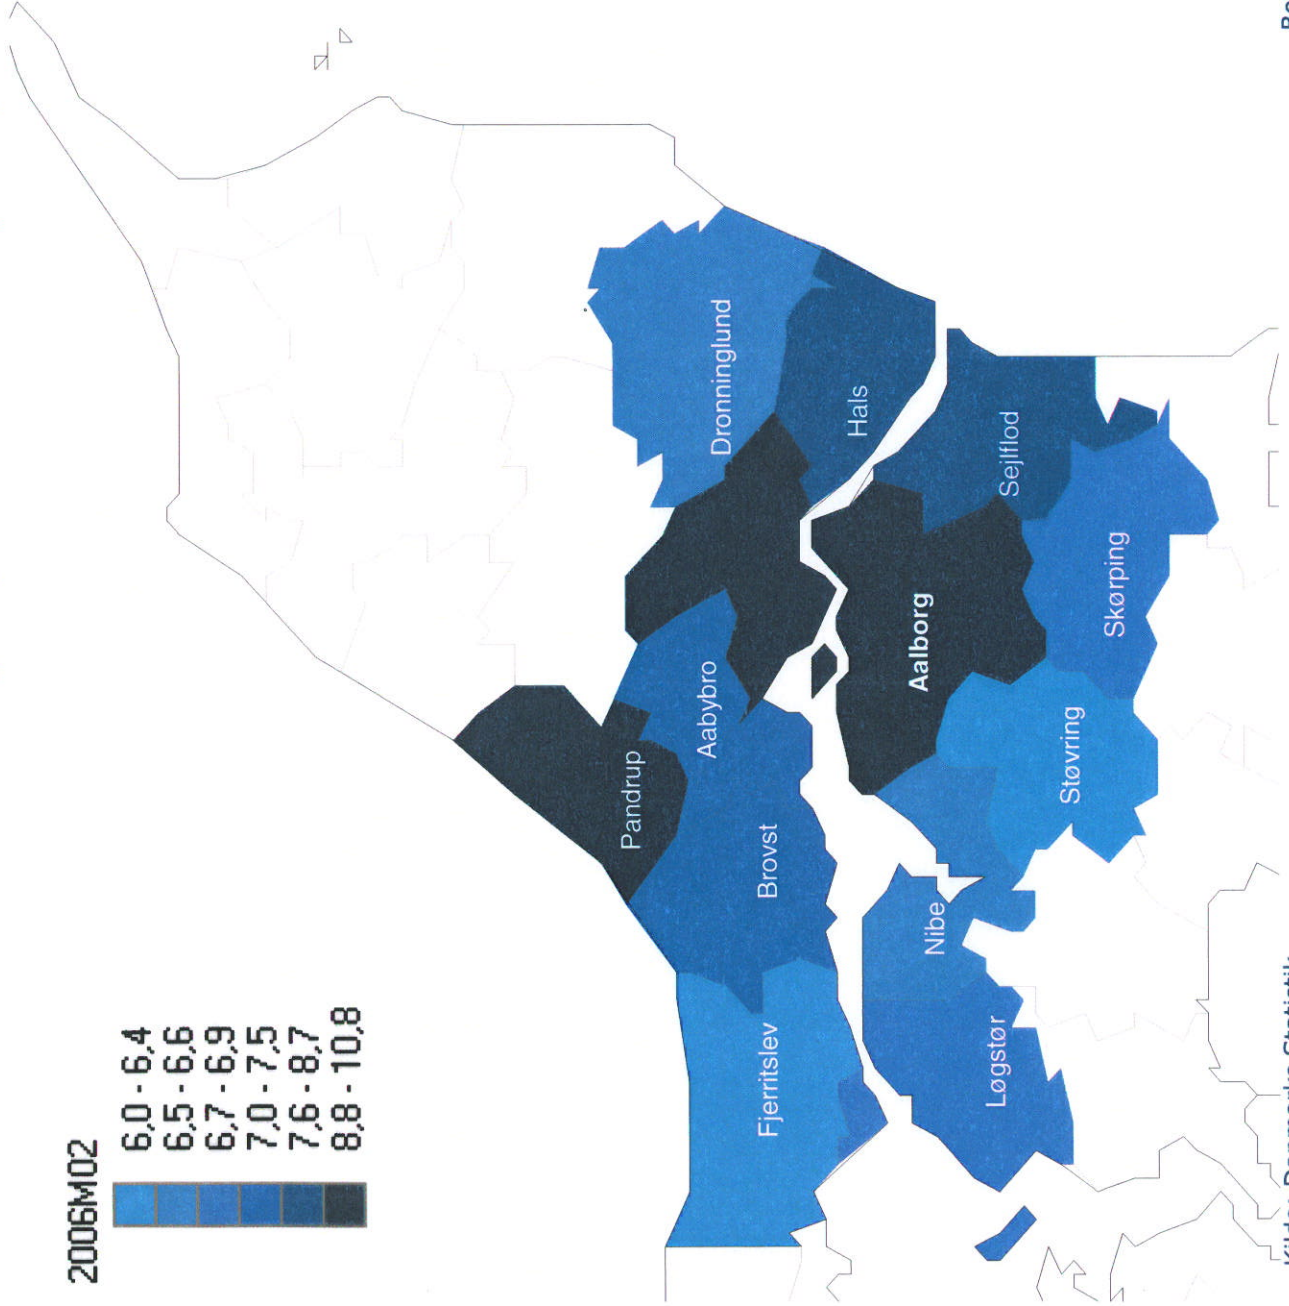 2006M02
6,0 - 6,4
6,5 - 6,6
6,7 - 6,9
7,0 - 7,5
7,6 - 8,7
8,8 - 10,8
Pandrup
Aabybro
Dronninglund
Brovst
Fjerritslev
Hals
Aalborg
Nibe
Sejlflod
Løgstør
Støvring
Skørping